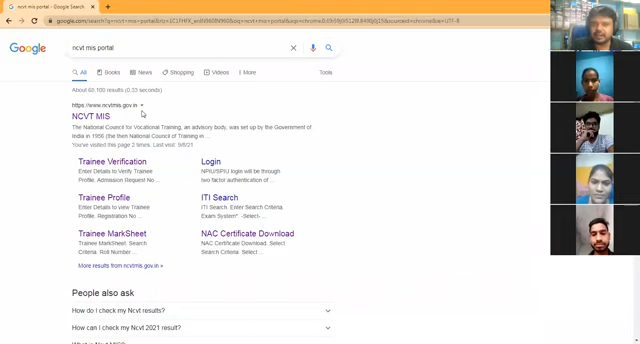 ncvt mis portal
google.com/search?q=ncvt+mis+portal
Google
ncvt mis portal
All Books News Shopping Videos More Tools
About 60,100 results (0.33 seconds)
https://www.ncvtmis.gov.in
NCVT MIS
The National Council for Vocational Training, an advisory body, was set up by the Government of
India in 1956 (the then National Council of Training in ...
You've visited this page 2 times. Last visit: 9/8/21
Trainee Verification
Enter Details to Verify Trainee
Profile, Admission Request No ...
Login
NPIU/SPIU login will be through
two factor authentication of ...
Trainee Profile
Enter Details to view Trainee
Profile. Registration No ...
ITI Search
ITI Search. Enter Search Criteria.
Exam System* -Select- ...
Trainee MarkSheet
Trainee MarkSheet, Search
Criteria. Roll Number ...
NAC Certificate Download
NAC Certificate Download. Select
Search Criteria, Select ...
More results from ncvtmis.gov.in »
People also ask
How do I check my Ncvt results?
How can I check my Ncvt 2021 result?